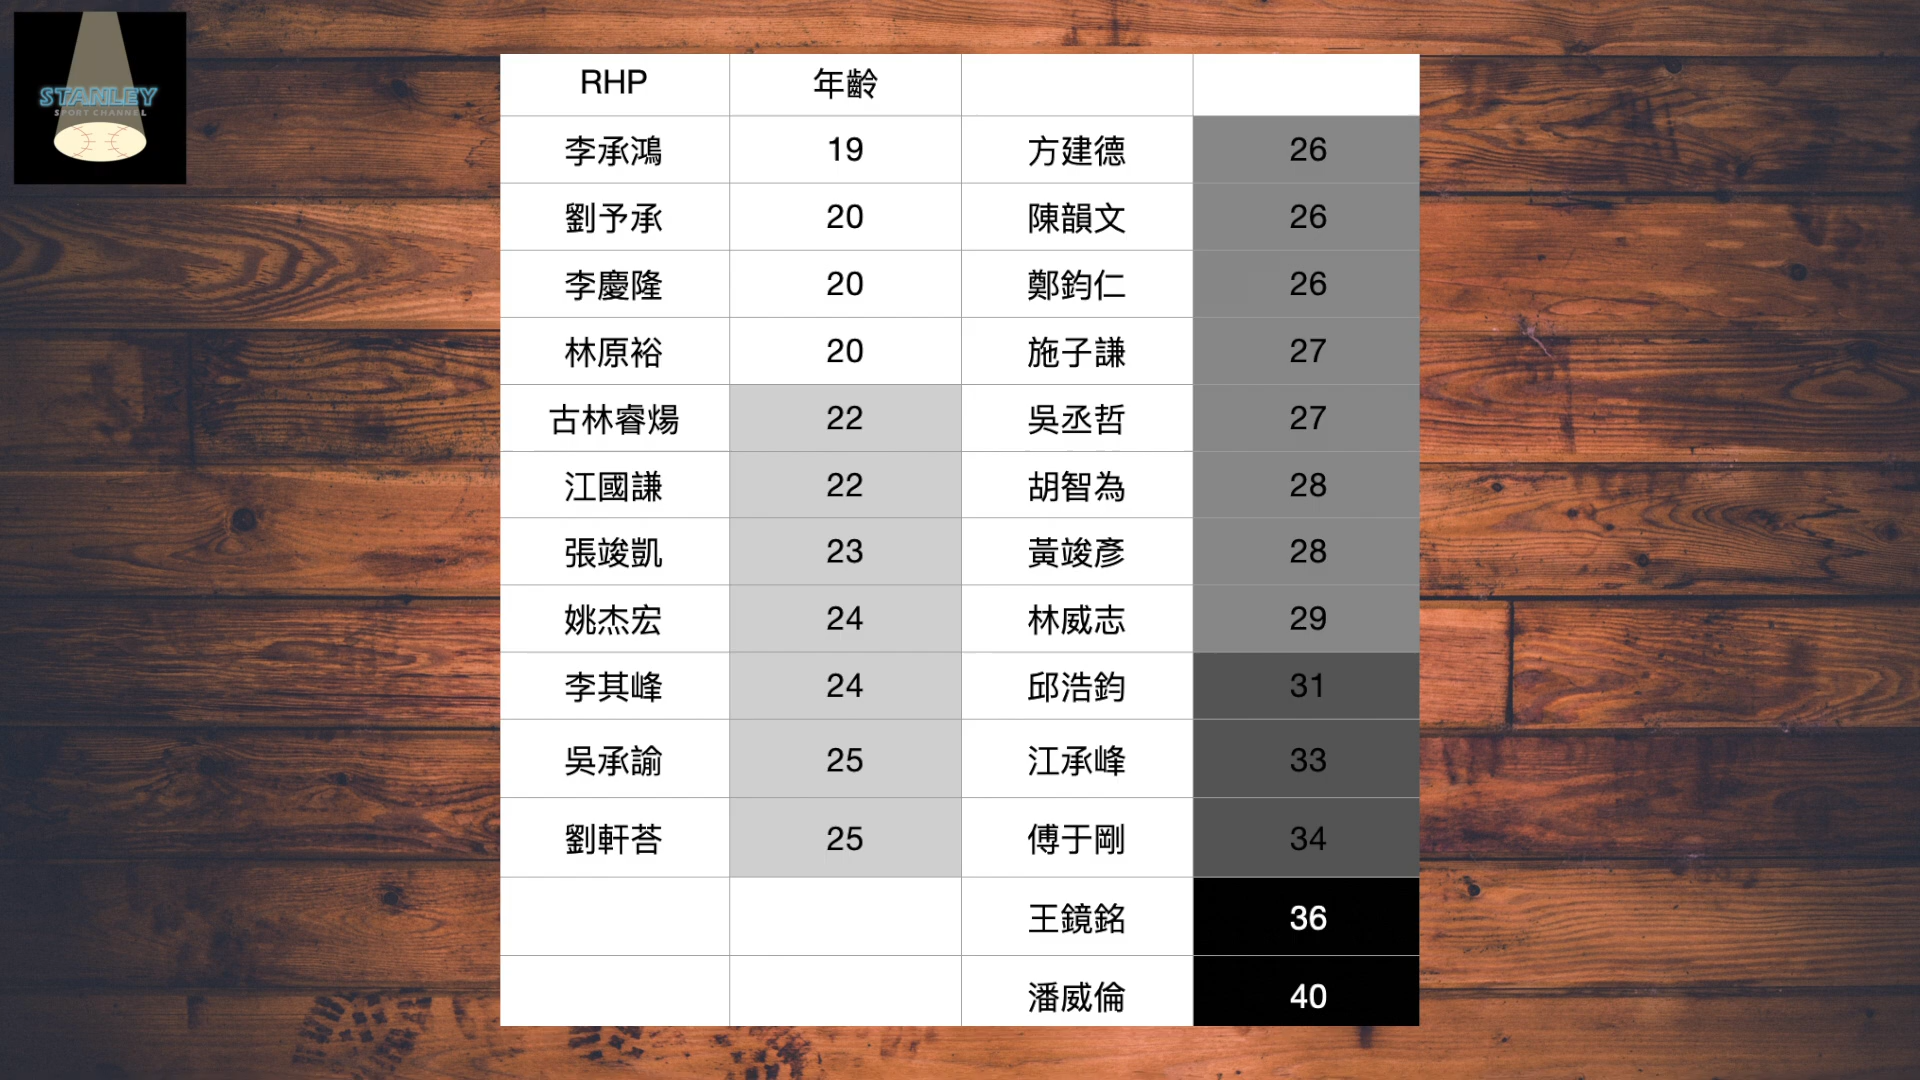 STANLEY
SPORT CHANNEL
RHP 年齡
李承鴻 19 方建德 26
劉予承 20 陳韻文 26
李慶隆 20 鄭鈞仁 26
林原裕 20 施子謙 27
古林睿煬 22 吳丞哲 27
江國謙 22 胡智為 28
張竣凱 23 黃竣彥 28
姚杰宏 24 林威志 29
李其峰 24 邱浩鈞 31
吳承諭 25 江承峰 33
劉軒荅 25 傅于剛 34
王鏡銘 36
潘威倫 40